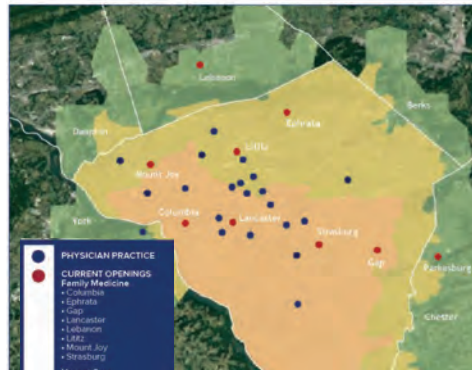 Lebanon
Berks
Ephrata
Dauphin
Lititz
Mount Joy
York
Columbia
Lancaster
Strasburg
Gap
Parkesburg
Chester
PHYSICIAN PRACTICE
CURRENT OPENINGS
Family Medicine
• Columbia
• Ephrata
• Gap
• Lancaster
• Lebanon
• Lititz
• Mount Joy
• Strasburg